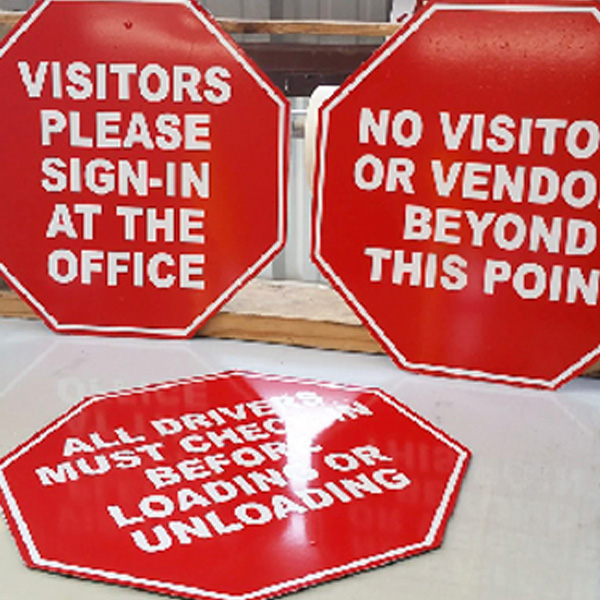 VISITORS
PLEASE
SIGN-IN
AT THE
OFFICE
NO VISITO
OR VENDO
BEYOND
THIS POIN
ALL DRIVERS
MUST CHECK IN
BEFORE
LOADING OR
UNLOADING